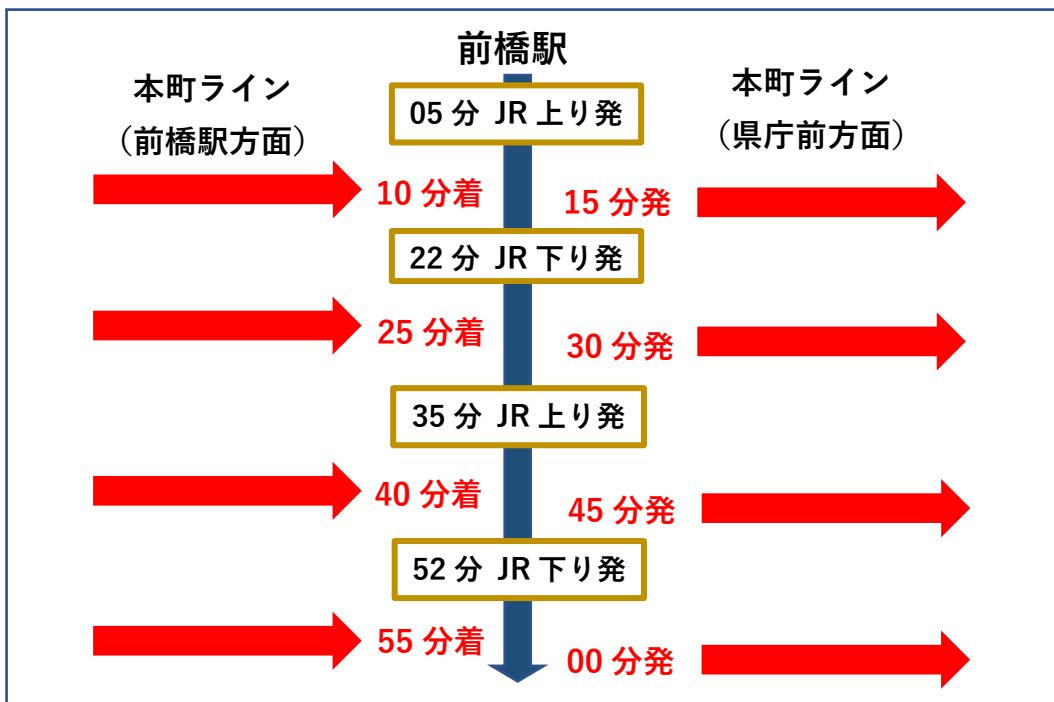 前橋駅
本町ライン
（前橋駅方面）
本町ライン
（県庁前方面）
05分 JR上り発
10分着
15分発
22分 JR下り発
25分着
30分発
35分 JR上り発
40分着
45分発
52分 JR下り発
55分着
00分発